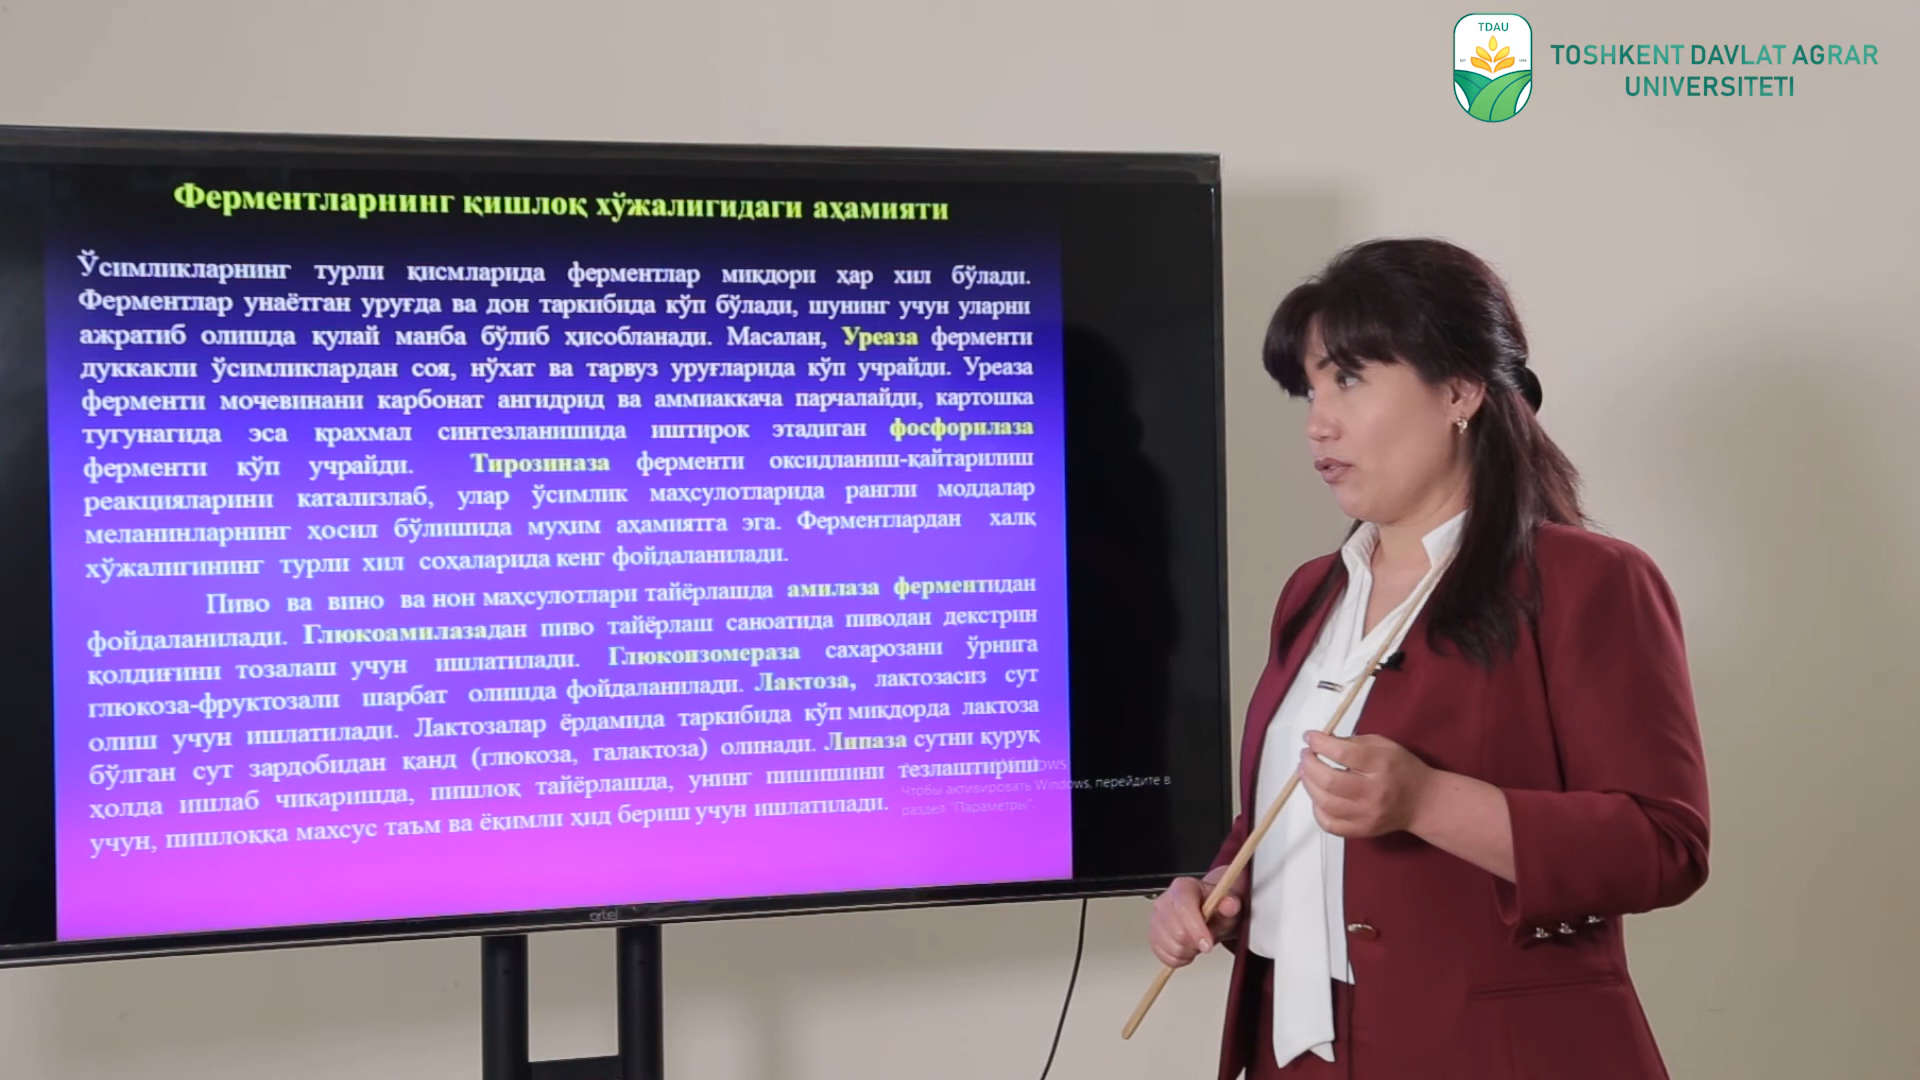 TDAU
TOSHKENT DAVLAT AGRAR
UNIVERSITETI
Ферментларнинг қишлоқ хўжалигидаги аҳамияти
Ўсимликларнинг турли қисмларида ферментлар миқдори ҳар хил бўлади.
Ферментлар унаётган уруғда ва дон таркибида кўп бўлади, шунинг учун уларни
ажратиб олишда қулай манба бўлиб ҳисобланади. Масалан, Уреаза ферменти
дуккакли ўсимликлардан соя, нўхат ва тарвуз уруғларида кўп учрайди. Уреаза
ферменти мочевинани карбонат ангидрид ва аммиаккача парчалайди, картошка
тугунагида эса крахмал синтезланишида иштирок этадиган фосфорилаза
ферменти кўп учрайди. Тирозиназа ферменти оксидланиш-қайтарилиш
реакцияларини катализлаб, улар ўсимлик маҳсулотларида рангли моддалар
меланинларнинг ҳосил бўлишида муҳим аҳамиятга эга. Ферментлардан халқ
хўжалигининг турли хил соҳаларида кенг фойдаланилади.
Пиво ва вино ва нон маҳсулотлари тайёрлашда амилаза ферментидан
фойдаланилади. Глюкоамилазадан пиво тайёрлаш саноатида пиводан декстрин
қолдиғини тозалаш учун ишлатилади. Глюкоизомераза сахарозани ўрнига
глюкоза-фруктозали шарбат олишда фойдаланилади. Лактоза, лактозасиз сут
олиш учун ишлатилади. Лактозалар ёрдамида таркибида кўп миқдорда лактоза
бўлган сут зардобидан қанд (глюкоза, галактоза) олинади. Липаза сутни қуруқ
ҳолда ишлаб чиқаришда, пишлоқ тайёрлашда, унинг пишишини тезлаштириш
учун, пишлоққа махсус таъм ва ёқимли ҳид бериш учун ишлатилади.
Чтобы активировать Windows, перейдите в
раздел "Параметры".
artel